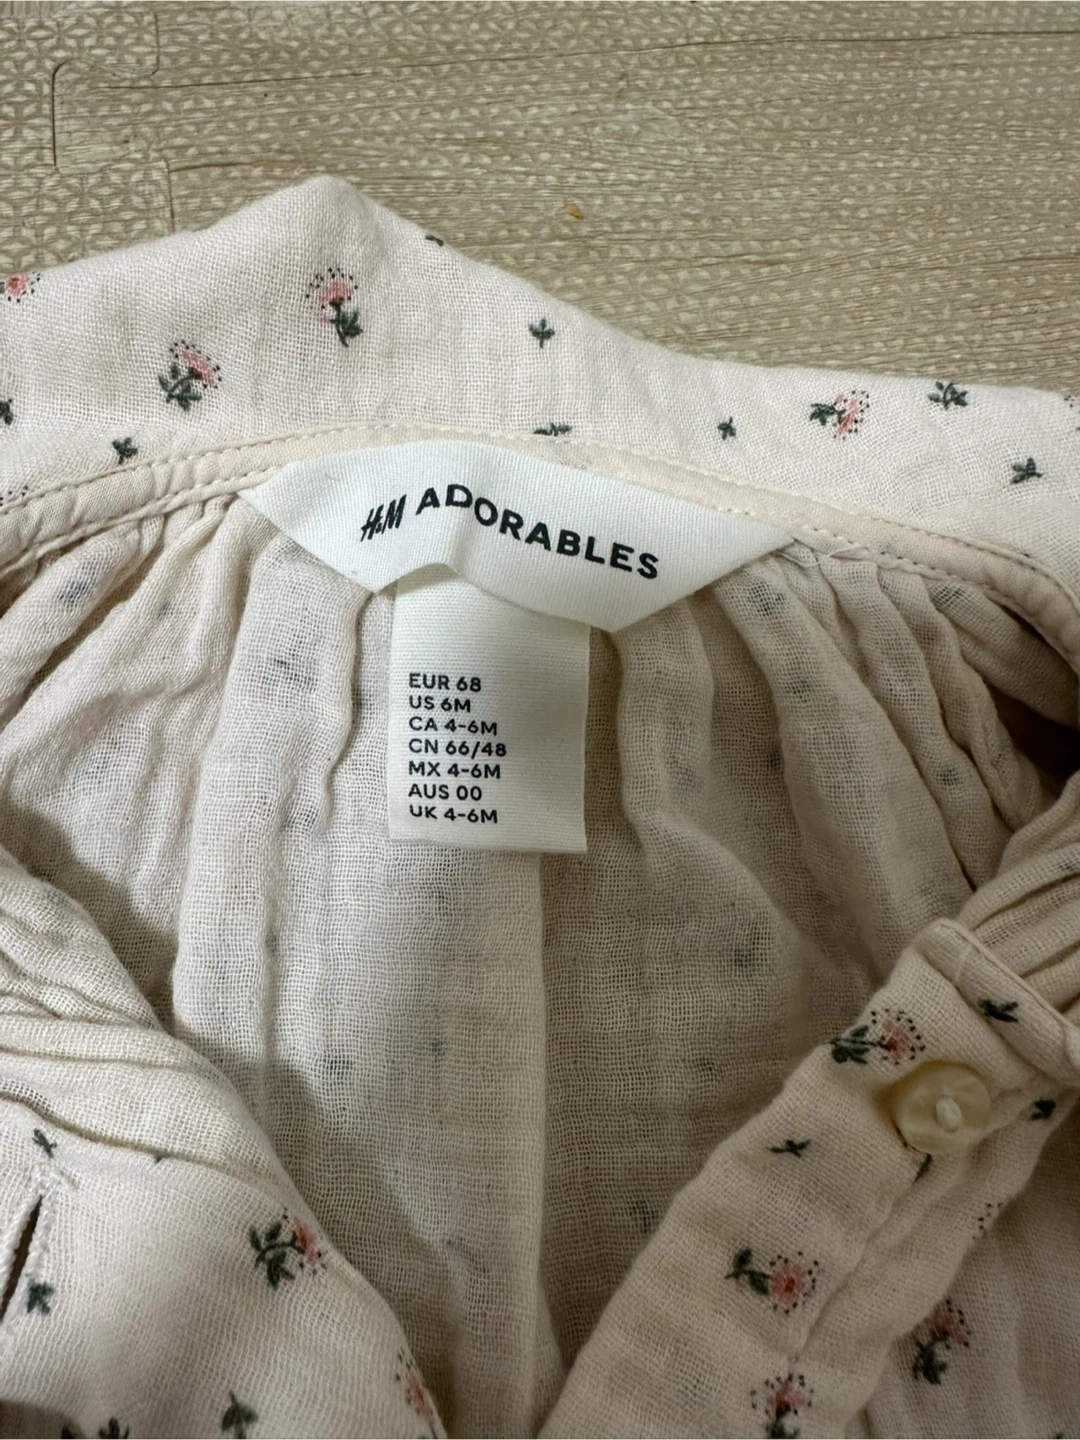 H&M ADORABLES
EUR 68
US 6M
CA 4-6M
CN 66/48
MX 4-6M
AUS 00
UK 4-6M